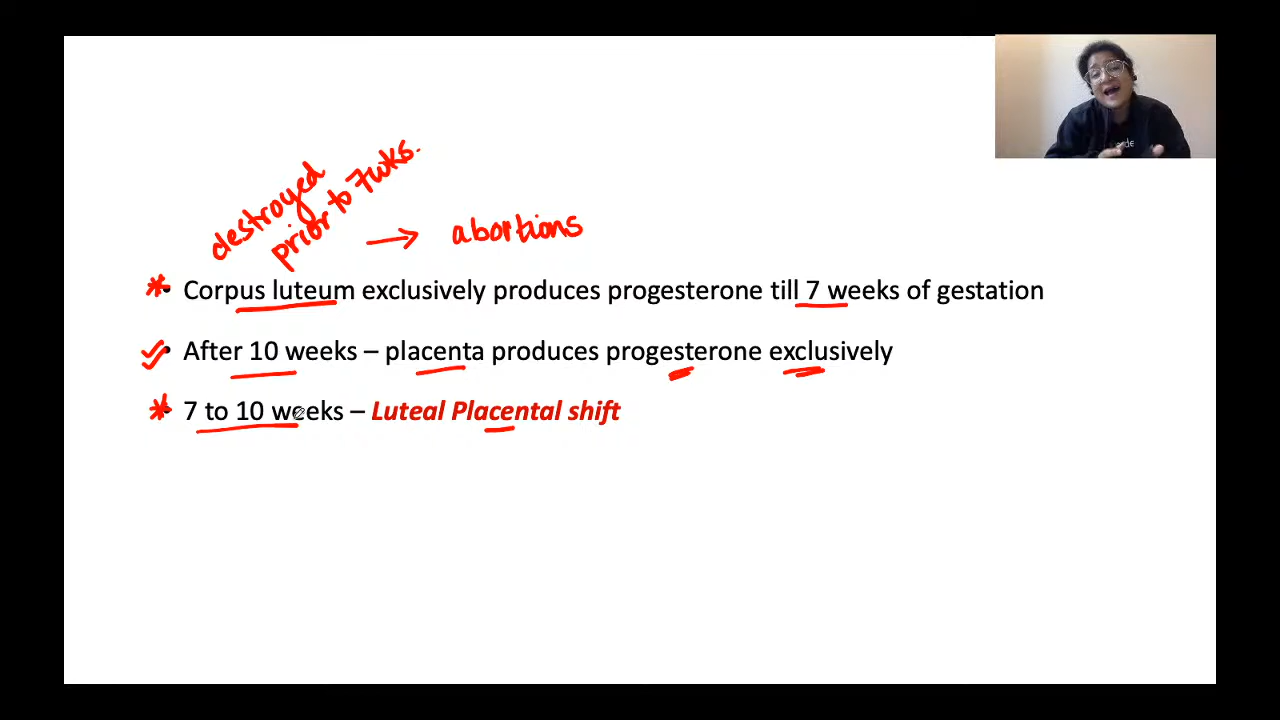 destroyed
prior to 7wks.
→ abortions
* • Corpus luteum exclusively produces progesterone till 7 weeks of gestation
• After 10 weeks – placenta produces progesterone exclusively
* • 7 to 10 weeks – Luteal Placental shift